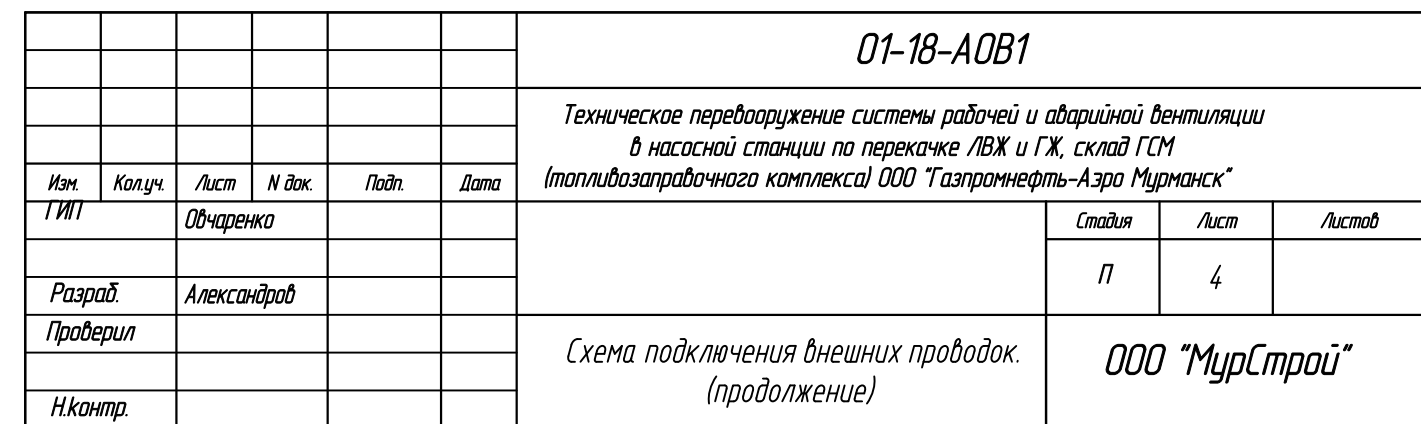 01-18-АОВ1
Техническое перевооружение системы рабочей и аварийной вентиляции
в насосной станции по перекачке ЛВЖ и ГЖ, склад ГСМ
(топливозаправочного комплекса) ООО "Газпромнефть-Аэро Мурманск"
Изм. Кол.уч. Лист N док. Подп. Дата
ГИП Овчаренко
Стадия Лист Листов
П 4
Разраб. Александров
Проверил
Схема подключения внешних проводок.
(продолжение)
ООО "МурСтрой"
Н.контр.